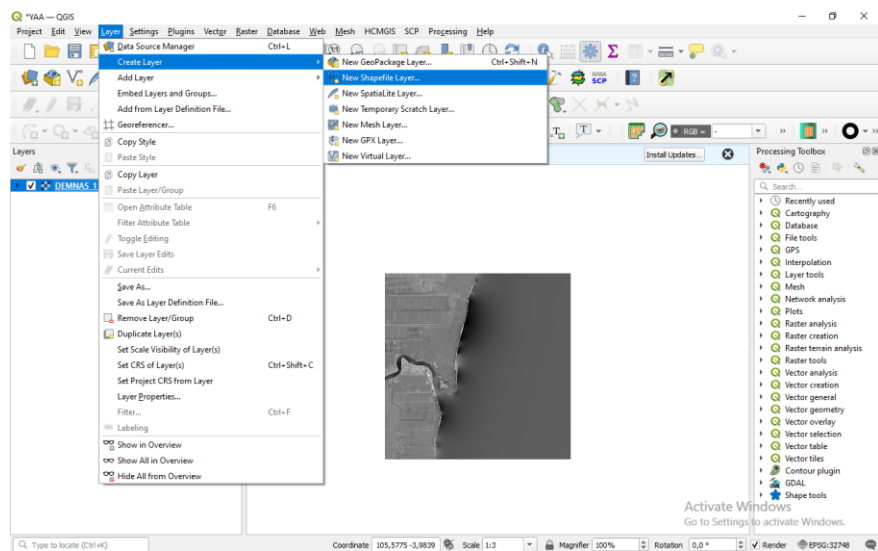 *YAA — QGIS
Project Edit View Layer Settings Plugins Vector Raster Database Web Mesh HCMGIS SCP Processing Help
Data Source Manager Ctrl+L
Create Layer
New GeoPackage Layer... Ctrl+Shift+N
Add Layer
New Shapefile Layer...
Embed Layers and Groups...
New SpatiaLite Layer...
Add from Layer Definition File...
New Temporary Scratch Layer...
Georeferencer...
New Mesh Layer...
Copy Style
New GPX Layer...
Paste Style
New Virtual Layer...
Copy Layer
Paste Layer/Group
Open Attribute Table F6
Filter Attribute Table
Toggle Editing
Save Layer Edits
Current Edits
Save As...
Save As Layer Definition File...
Remove Layer/Group Ctrl+D
Duplicate Layer(s)
Set Scale Visibility of Layer(s)
Set CRS of Layer(s) Ctrl+Shift+C
Set Project CRS from Layer
Layer Properties...
Filter... Ctrl+F
Labeling
Show in Overview
Show All in Overview
Hide All from Overview
SCP
RGB = -
Layers
DEMNAS_1
Install Updates...
Processing Toolbox
Search...
Recently used
Cartography
Database
File tools
GPS
Interpolation
Layer tools
Mesh
Network analysis
Plots
Raster analysis
Raster creation
Raster terrain analysis
Raster tools
Vector analysis
Vector creation
Vector general
Vector geometry
Vector overlay
Vector selection
Vector table
Vector tiles
Contour plugin
GDAL
Shape tools
Activate Windows
Go to Settings to activate Windows.
Type to locate (Ctrl+K) Coordinate 105,5775 -3,9839 Scale 1:3 Magnifier 100% Rotation 0,0 ° Render EPSG:32748